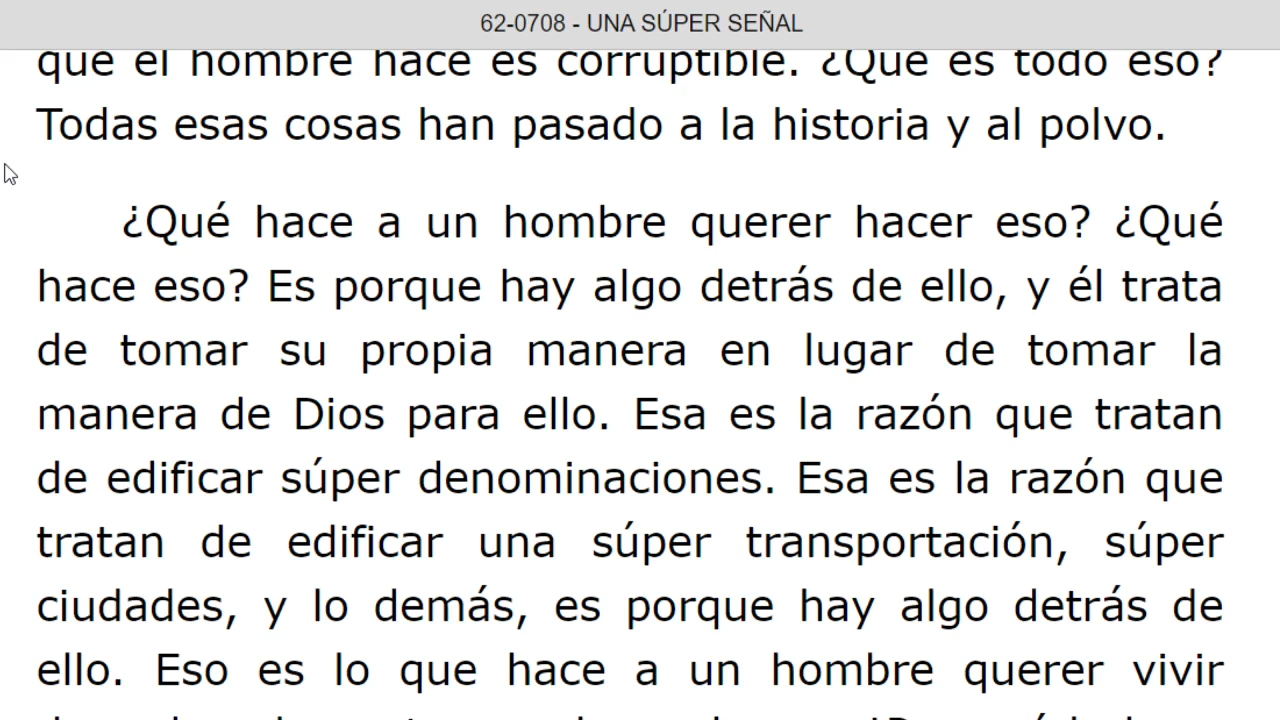 62-0708 - UNA SÚPER SEÑAL
que el hombre hace es corruptible. ¿Qué es todo eso?
Todas esas cosas han pasado a la historia y al polvo.
¿Qué hace a un hombre querer hacer eso? ¿Qué
hace eso? Es porque hay algo detrás de ello, y él trata
de tomar su propia manera en lugar de tomar la
manera de Dios para ello. Esa es la razón que tratan
de edificar súper denominaciones. Esa es la razón que
tratan de edificar una súper transportación, súper
ciudades, y lo demás, es porque hay algo detrás de
ello. Eso es lo que hace a un hombre querer vivir